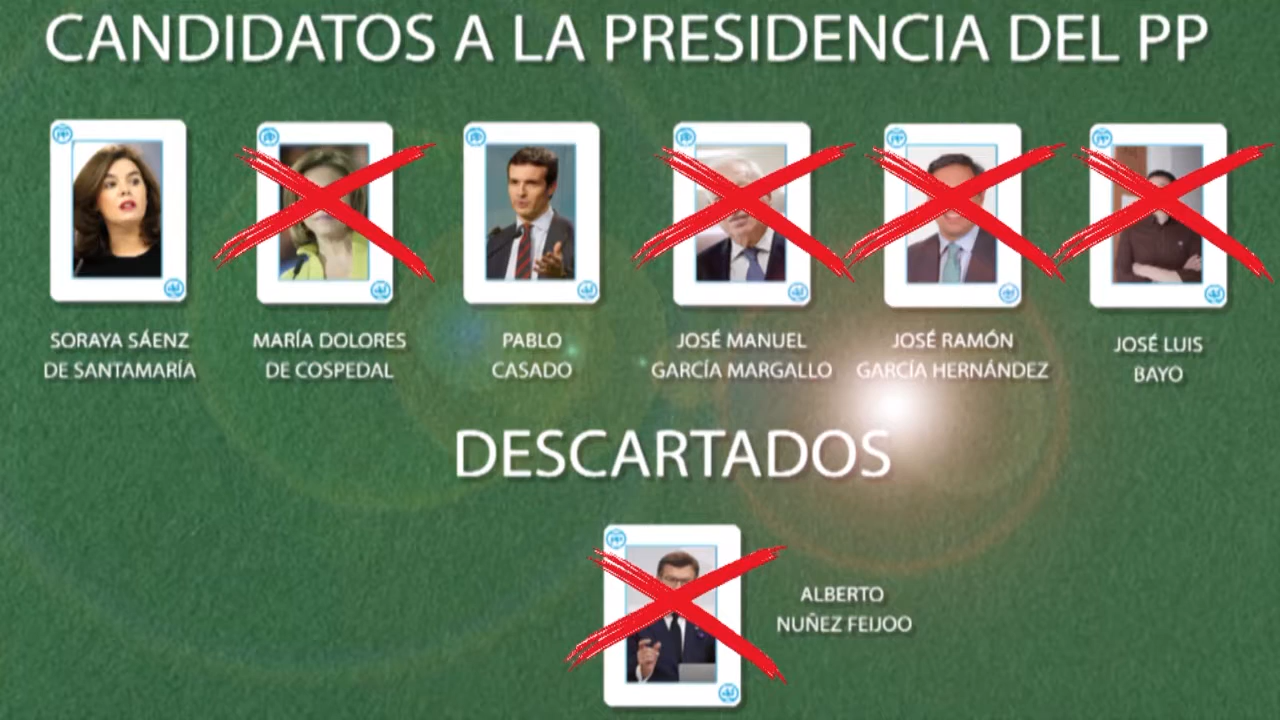 CANDIDATOS A LA PRESIDENCIA DEL PP
SORAYA SÁENZ
DE SANTAMARÍA
MARÍA DOLORES
DE COSPEDAL
PABLO
CASADO
JOSÉ MANUEL
GARCÍA MARGALLO
JOSÉ RAMÓN
GARCÍA HERNÁNDEZ
JOSÉ LUIS
BAYO
DESCARTADOS
ALBERTO
NUÑEZ FEIJOO